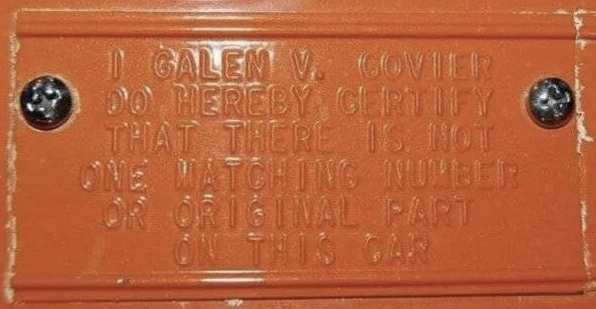 I GALEN V. GOVIER
DO HEREBY CERTIFY
THAT THERE IS NOT
ONE MATCHING NUMBER
OR ORIGINAL PART
ON THIS CAR